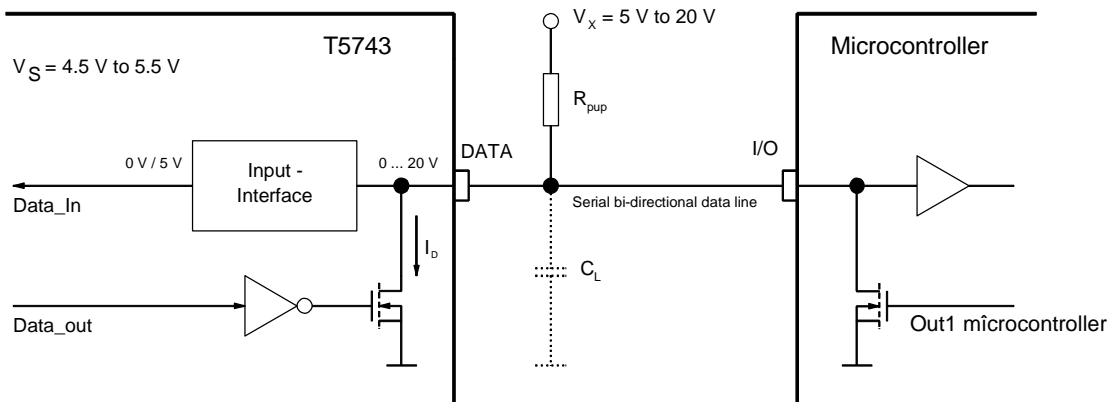 V_X = 5 V to 20 V
T5743
Microcontroller
V_S = 4.5 V to 5.5 V
R_pup
0 V / 5 V
Input -
Interface
0 ... 20 V
DATA
I/O
Data_In
Serial bi-directional data line
I_D
C_L
Data_out
Out1 mîcrocontroller